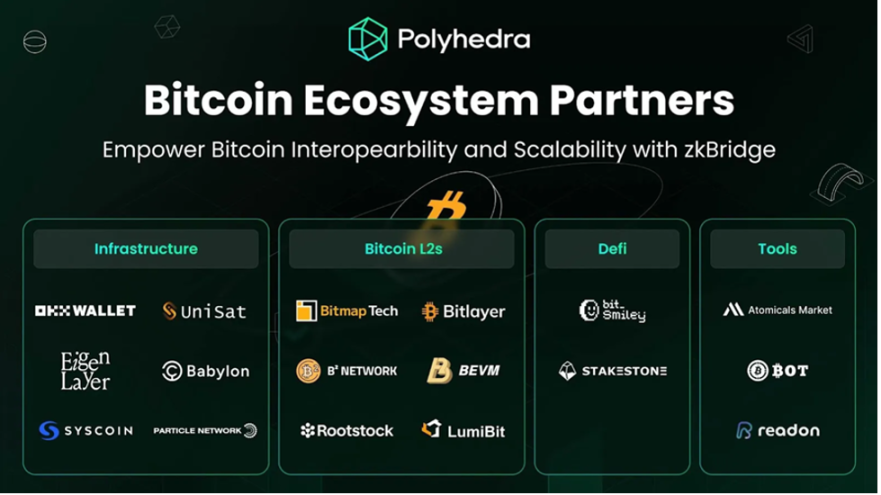 Polyhedra
Bitcoin Ecosystem Partners
Empower Bitcoin Interopearbility and Scalability with zkBridge
Infrastructure
OKX WALLET
UniSat
Eigen
Layer
Babylon
SYSCOIN
PARTICLE NETWORK
Bitcoin L2s
Bitmap Tech
Bitlayer
B² NETWORK
BEVM
Rootstock
LumiBit
Defi
bit_
Smiley
STAKESTONE
Tools
Atomicals Market
BOT
readon